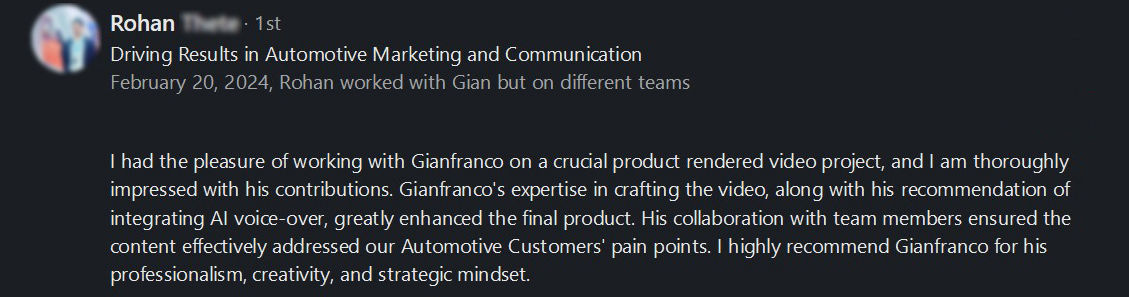 Rohan · 1st
Driving Results in Automotive Marketing and Communication
February 20, 2024, Rohan worked with Gian but on different teams
I had the pleasure of working with Gianfranco on a crucial product rendered video project, and I am thoroughly
impressed with his contributions. Gianfranco's expertise in crafting the video, along with his recommendation of
integrating AI voice-over, greatly enhanced the final product. His collaboration with team members ensured the
content effectively addressed our Automotive Customers' pain points. I highly recommend Gianfranco for his
professionalism, creativity, and strategic mindset.